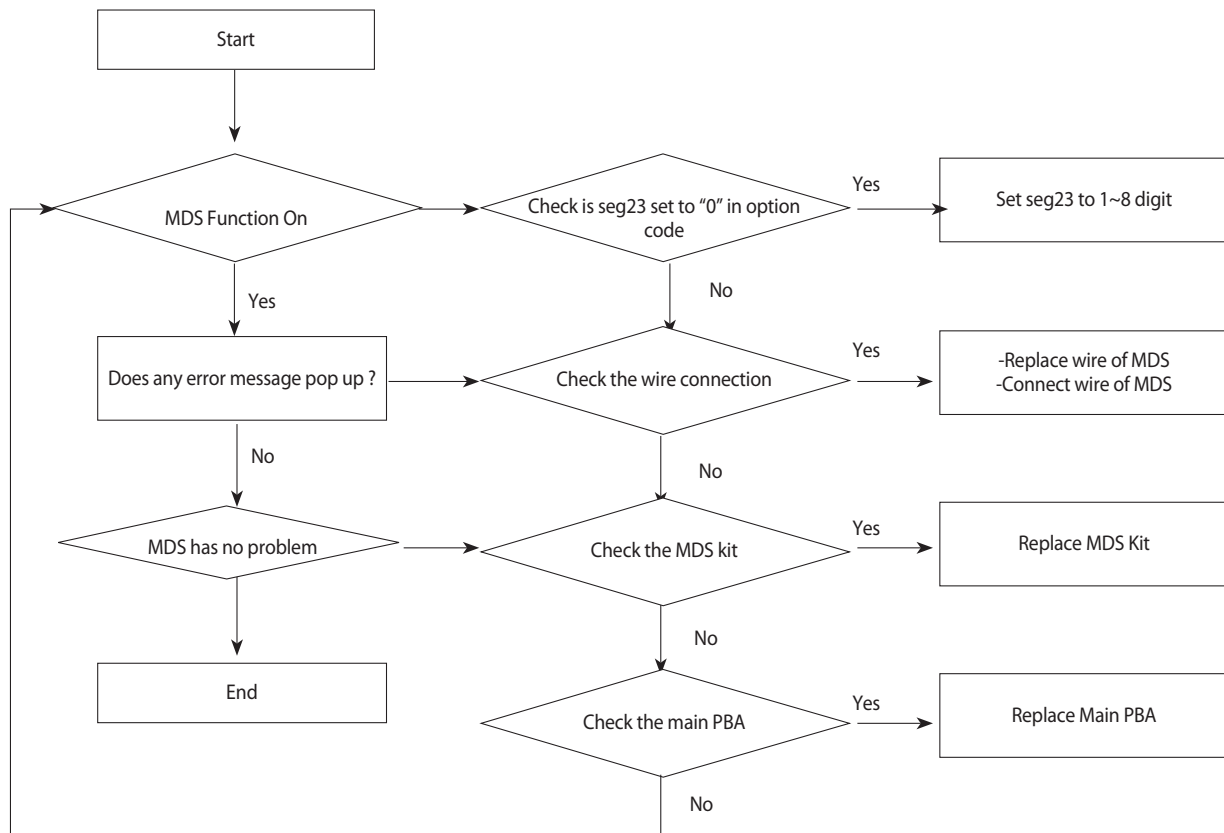 Start
MDS Function On
Check is seg23 set to “0” in option
code
Yes
Set seg23 to 1~8 digit
Yes
No
Does any error message pop up ?
Check the wire connection
Yes
-Replace wire of MDS
-Connect wire of MDS
No
No
MDS has no problem
Check the MDS kit
Yes
Replace MDS Kit
No
End
Check the main PBA
Yes
Replace Main PBA
No